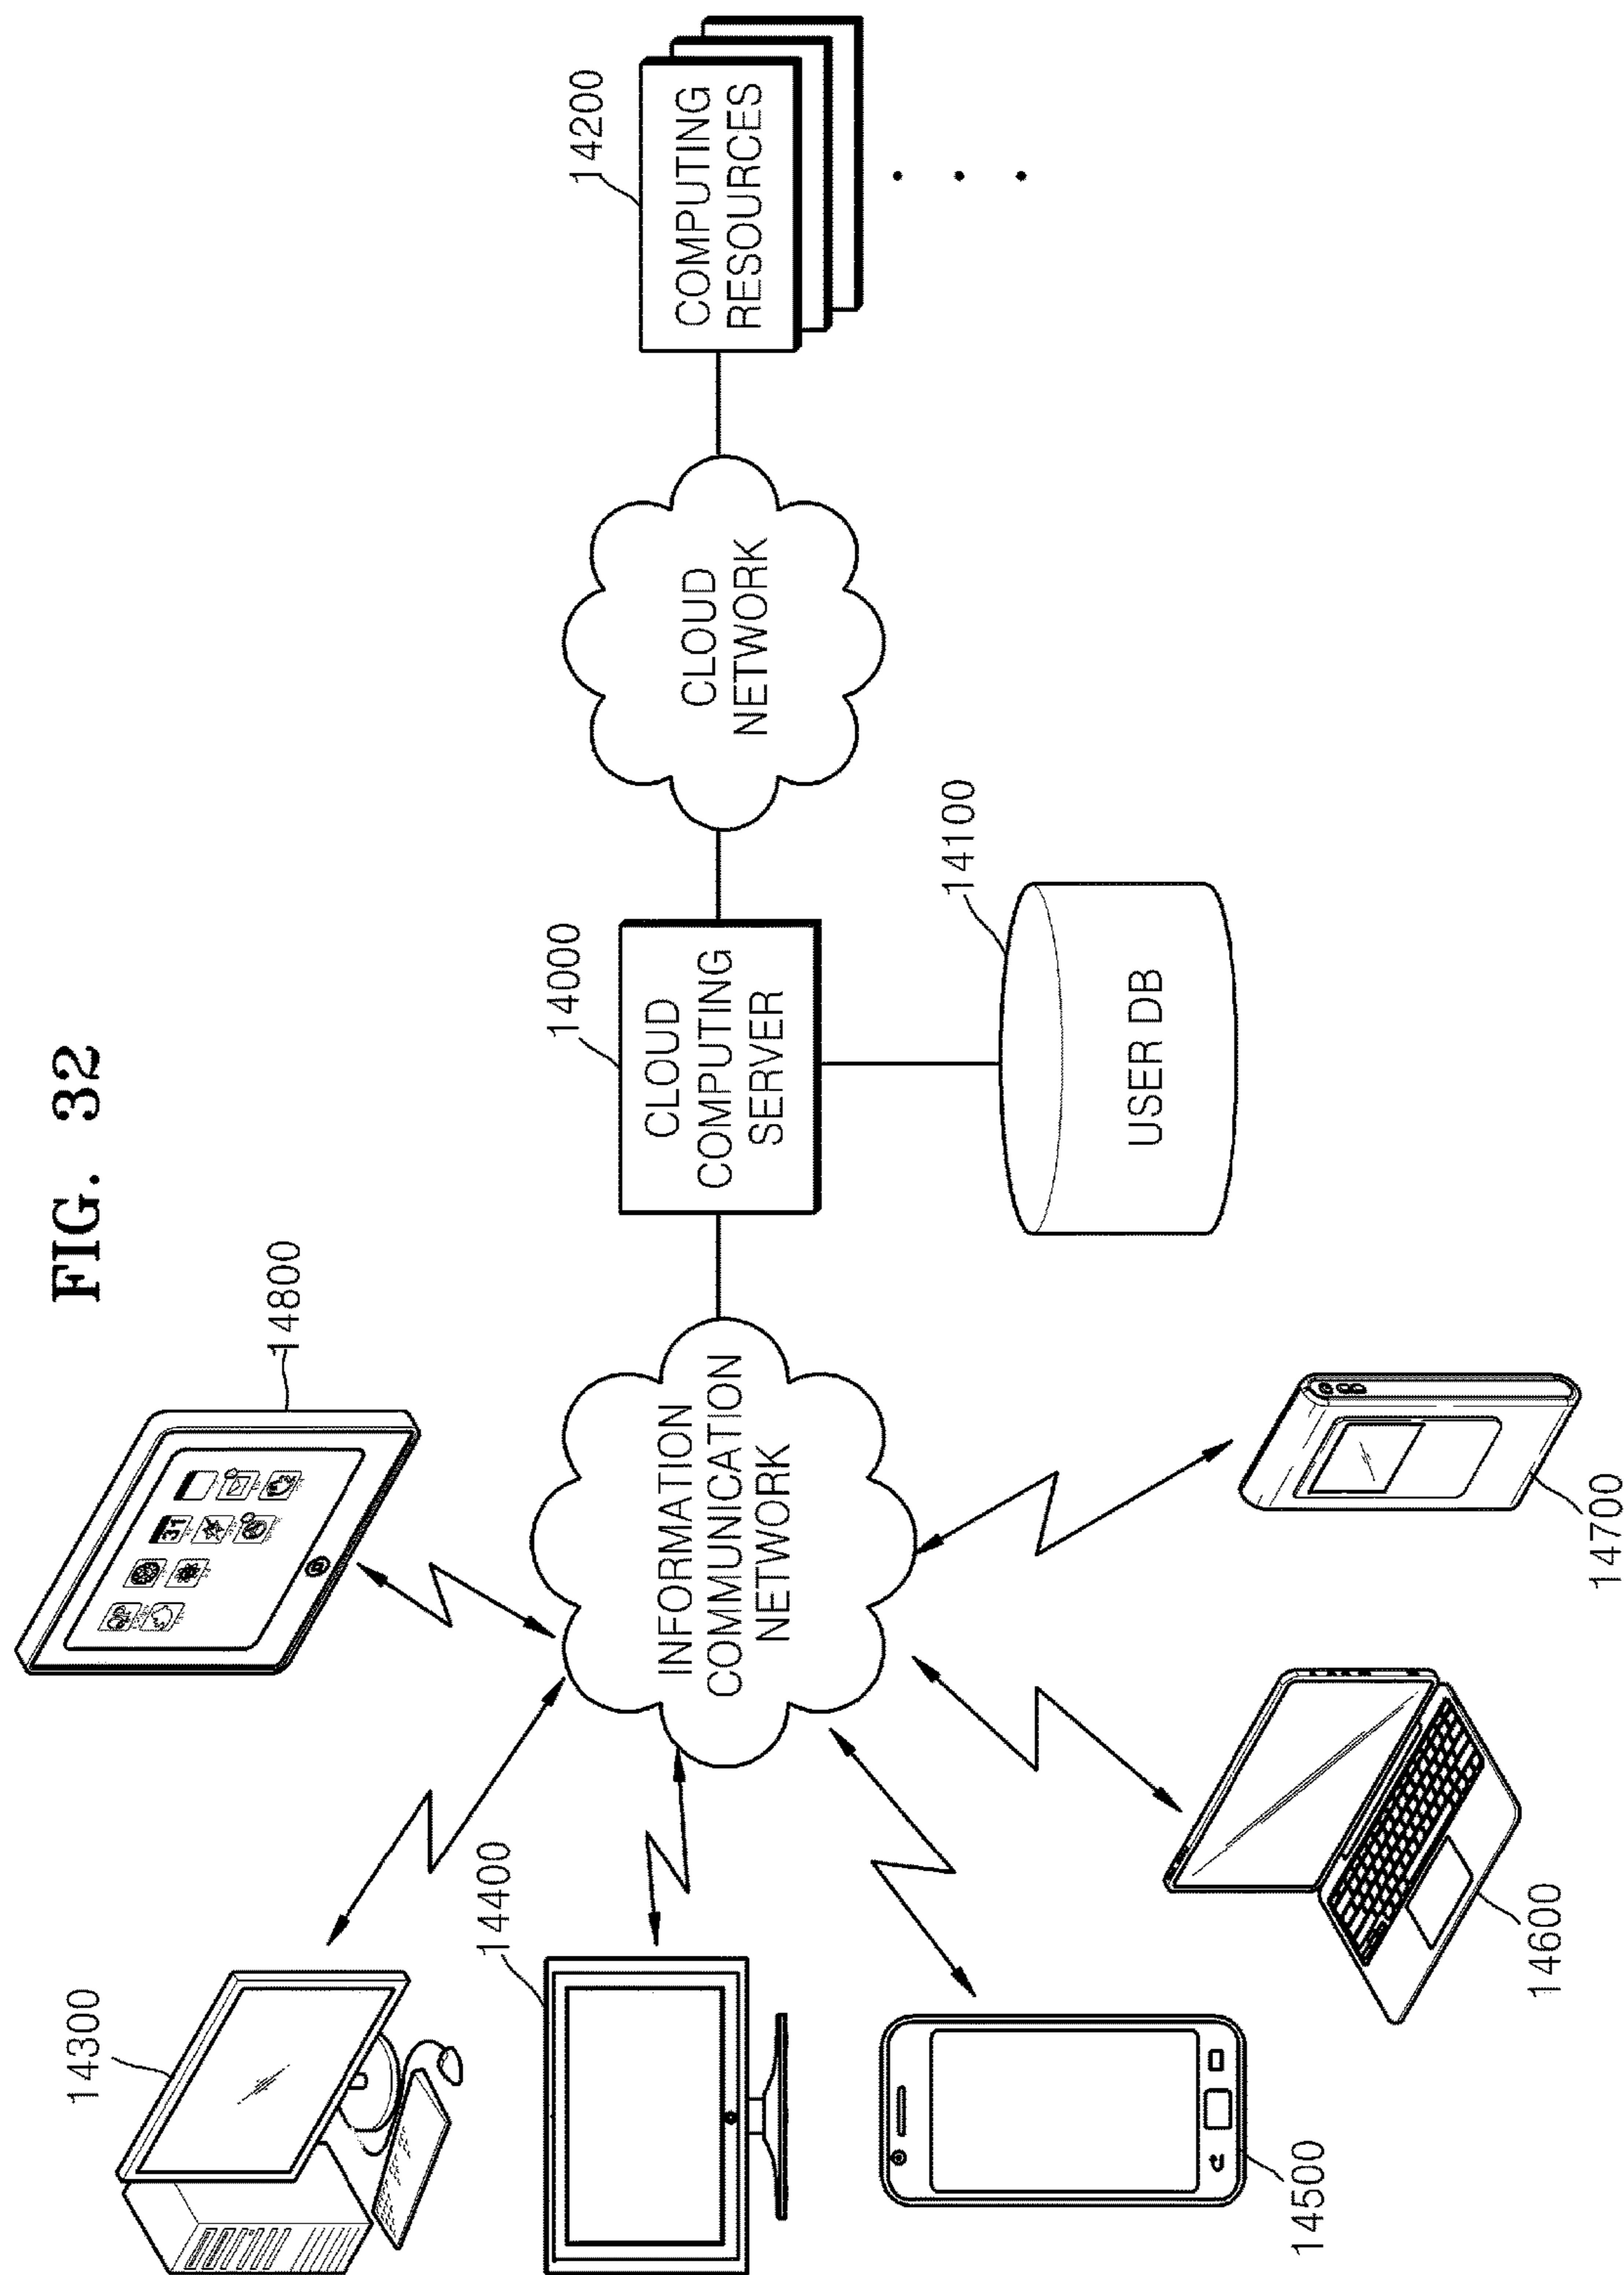 FIG. 32
14800
14300
14400
14500
14600
14700
INFORMATION
COMMUNICATION
NETWORK
14000
CLOUD
COMPUTING
SERVER
14100
USER DB
CLOUD
NETWORK
14200
COMPUTING
RESOURCES
31